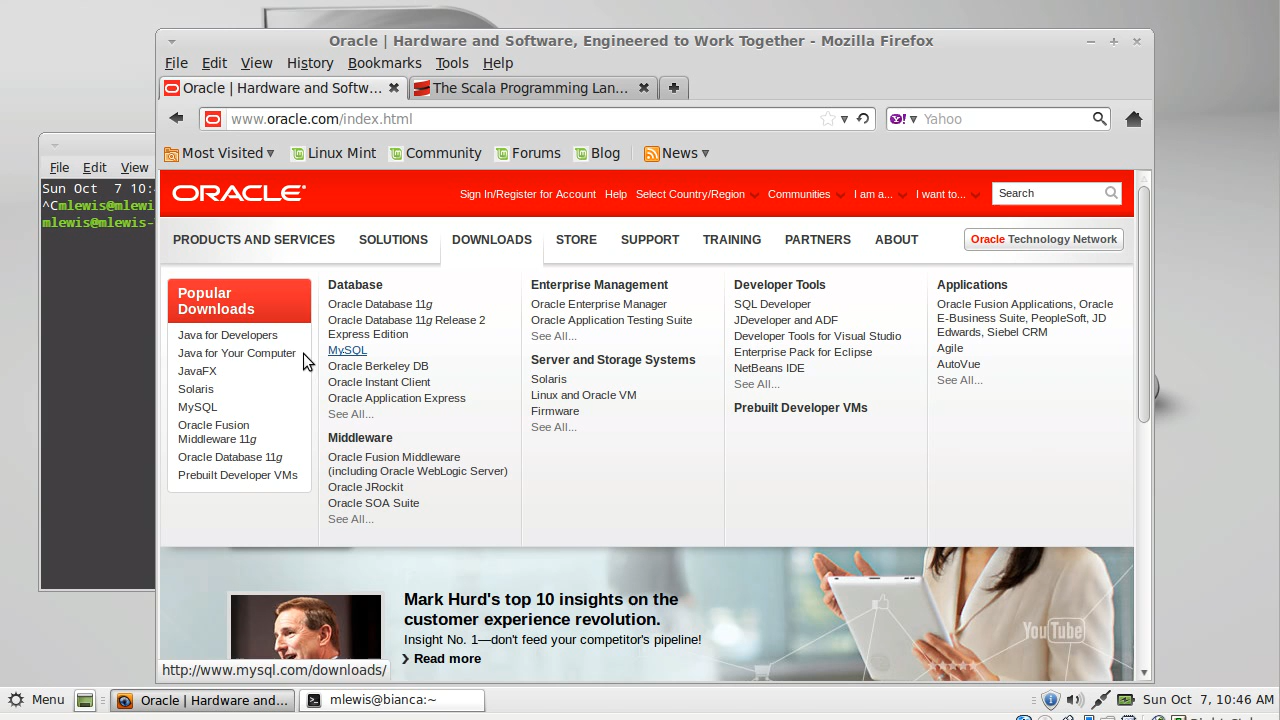 Oracle | Hardware and Software, Engineered to Work Together - Mozilla Firefox
File Edit View History Bookmarks Tools Help
Oracle | Hardware and Softw...
The Scala Programming Lan...
www.oracle.com/index.html
Yahoo
Most Visited
Linux Mint
Community
Forums
Blog
News
File Edit View
Sun Oct 7 10:
^Cmlewis@mlewi
mlewis@mlewis-
ORACLE
Sign In/Register for Account Help Select Country/Region Communities I am a... I want to... Search
PRODUCTS AND SERVICES SOLUTIONS DOWNLOADS STORE SUPPORT TRAINING PARTNERS ABOUT Oracle Technology Network
Popular
Downloads
Java for Developers
Java for Your Computer
JavaFX
Solaris
MySQL
Oracle Fusion
Middleware 11g
Oracle Database 11g
Prebuilt Developer VMs
Database
Oracle Database 11g
Oracle Database 11g Release 2
Express Edition
MySQL
Oracle Berkeley DB
Oracle Instant Client
Oracle Application Express
See All...
Middleware
Oracle Fusion Middleware
(including Oracle WebLogic Server)
Oracle JRockit
Oracle SOA Suite
See All...
Enterprise Management
Oracle Enterprise Manager
Oracle Application Testing Suite
See All...
Server and Storage Systems
Solaris
Linux and Oracle VM
Firmware
See All...
Developer Tools
SQL Developer
JDeveloper and ADF
Developer Tools for Visual Studio
Enterprise Pack for Eclipse
NetBeans IDE
See All...
Prebuilt Developer VMs
Applications
Oracle Fusion Applications, Oracle
E-Business Suite, PeopleSoft, JD
Edwards, Siebel CRM
Agile
AutoVue
See All...
Mark Hurd's top 10 insights on the
customer experience revolution.
Insight No. 1—don't feed your competitor's pipeline!
Read more
YouTube
http://www.mysql.com/downloads/
Menu
Oracle | Hardware and...
mlewis@bianca:~
Sun Oct 7, 10:46 AM